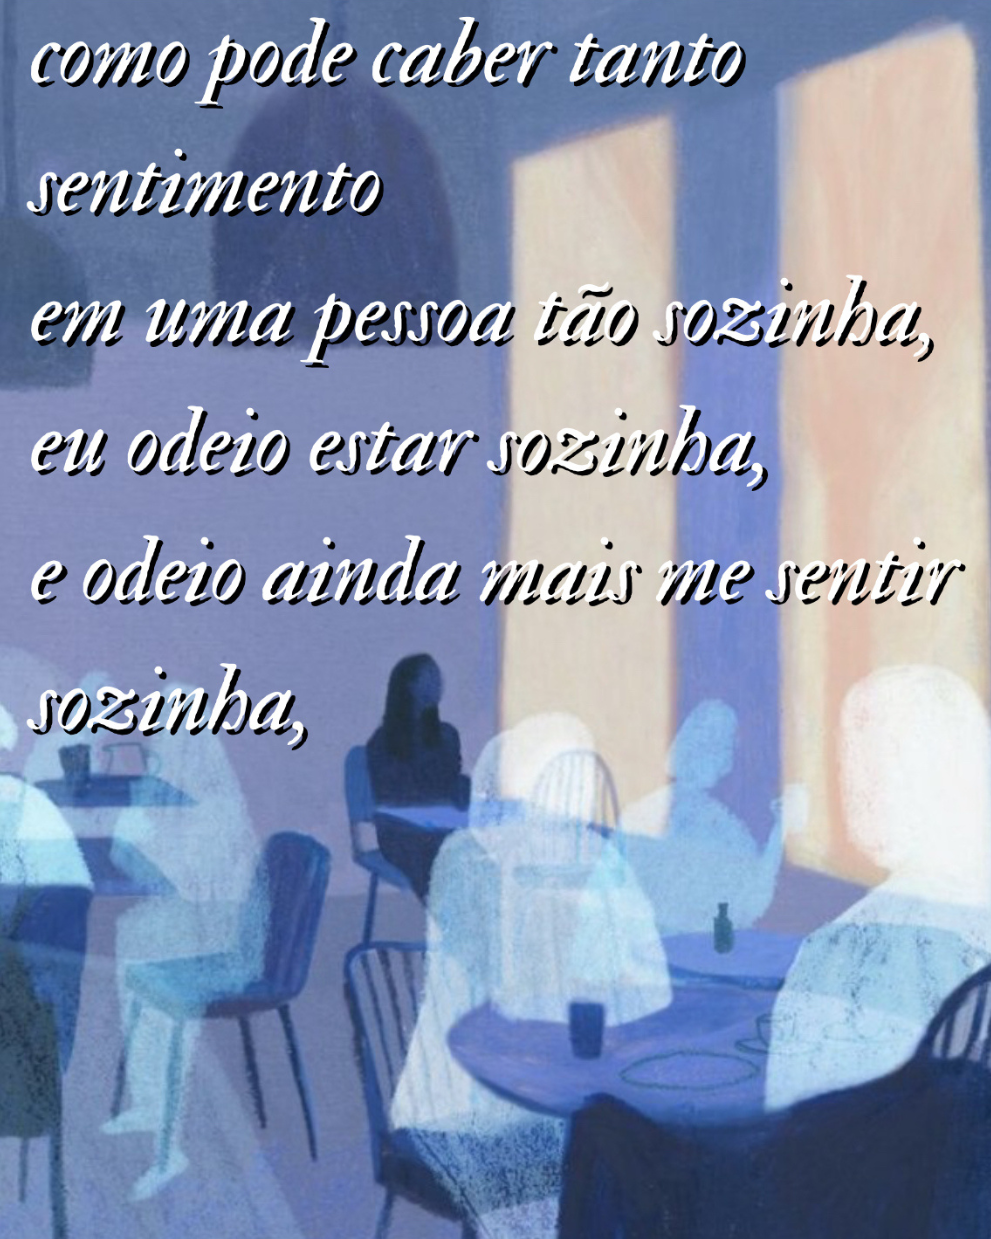 como pode caber tanto
sentimento
em uma pessoa tão sozinha,
eu odeio estar sozinha,
e odeio ainda mais me sentir
sozinha,